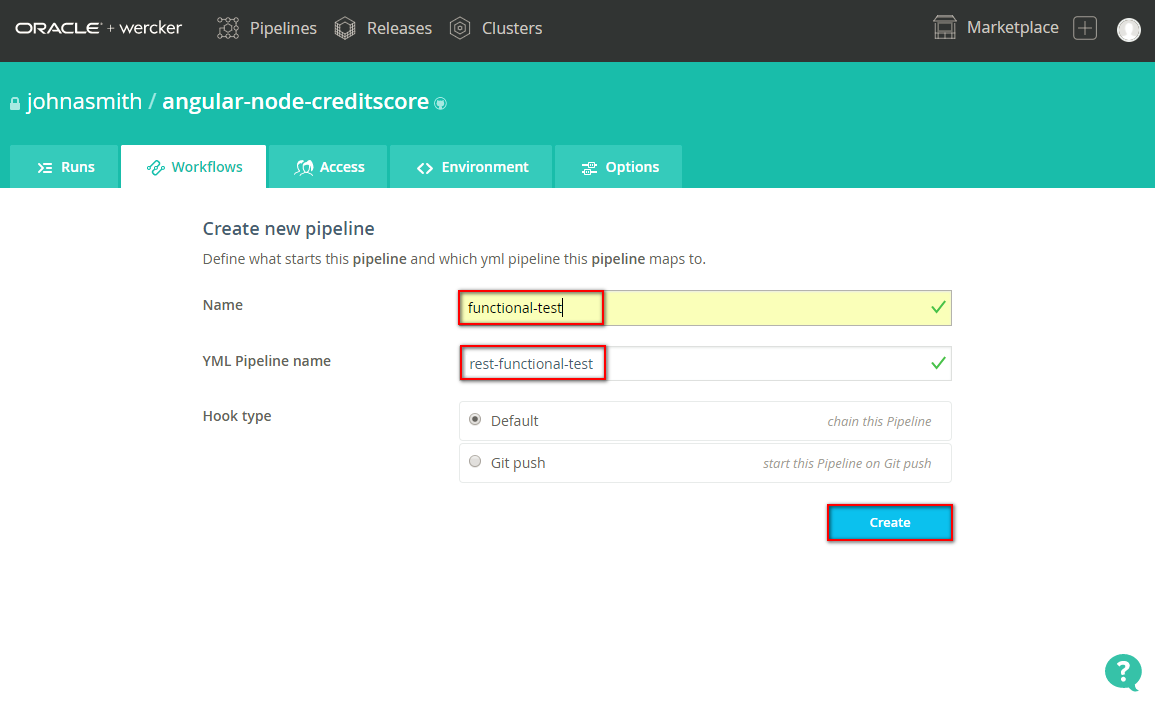 ORACLE + wercker Pipelines Releases Clusters Marketplace
johnasmith / angular-node-creditscore
Runs Workflows Access Environment Options
Create new pipeline
Define what starts this pipeline and which yml pipeline this pipeline maps to.
Name functional-test
YML Pipeline name rest-functional-test
Hook type Default chain this Pipeline
Git push start this Pipeline on Git push
Create
?